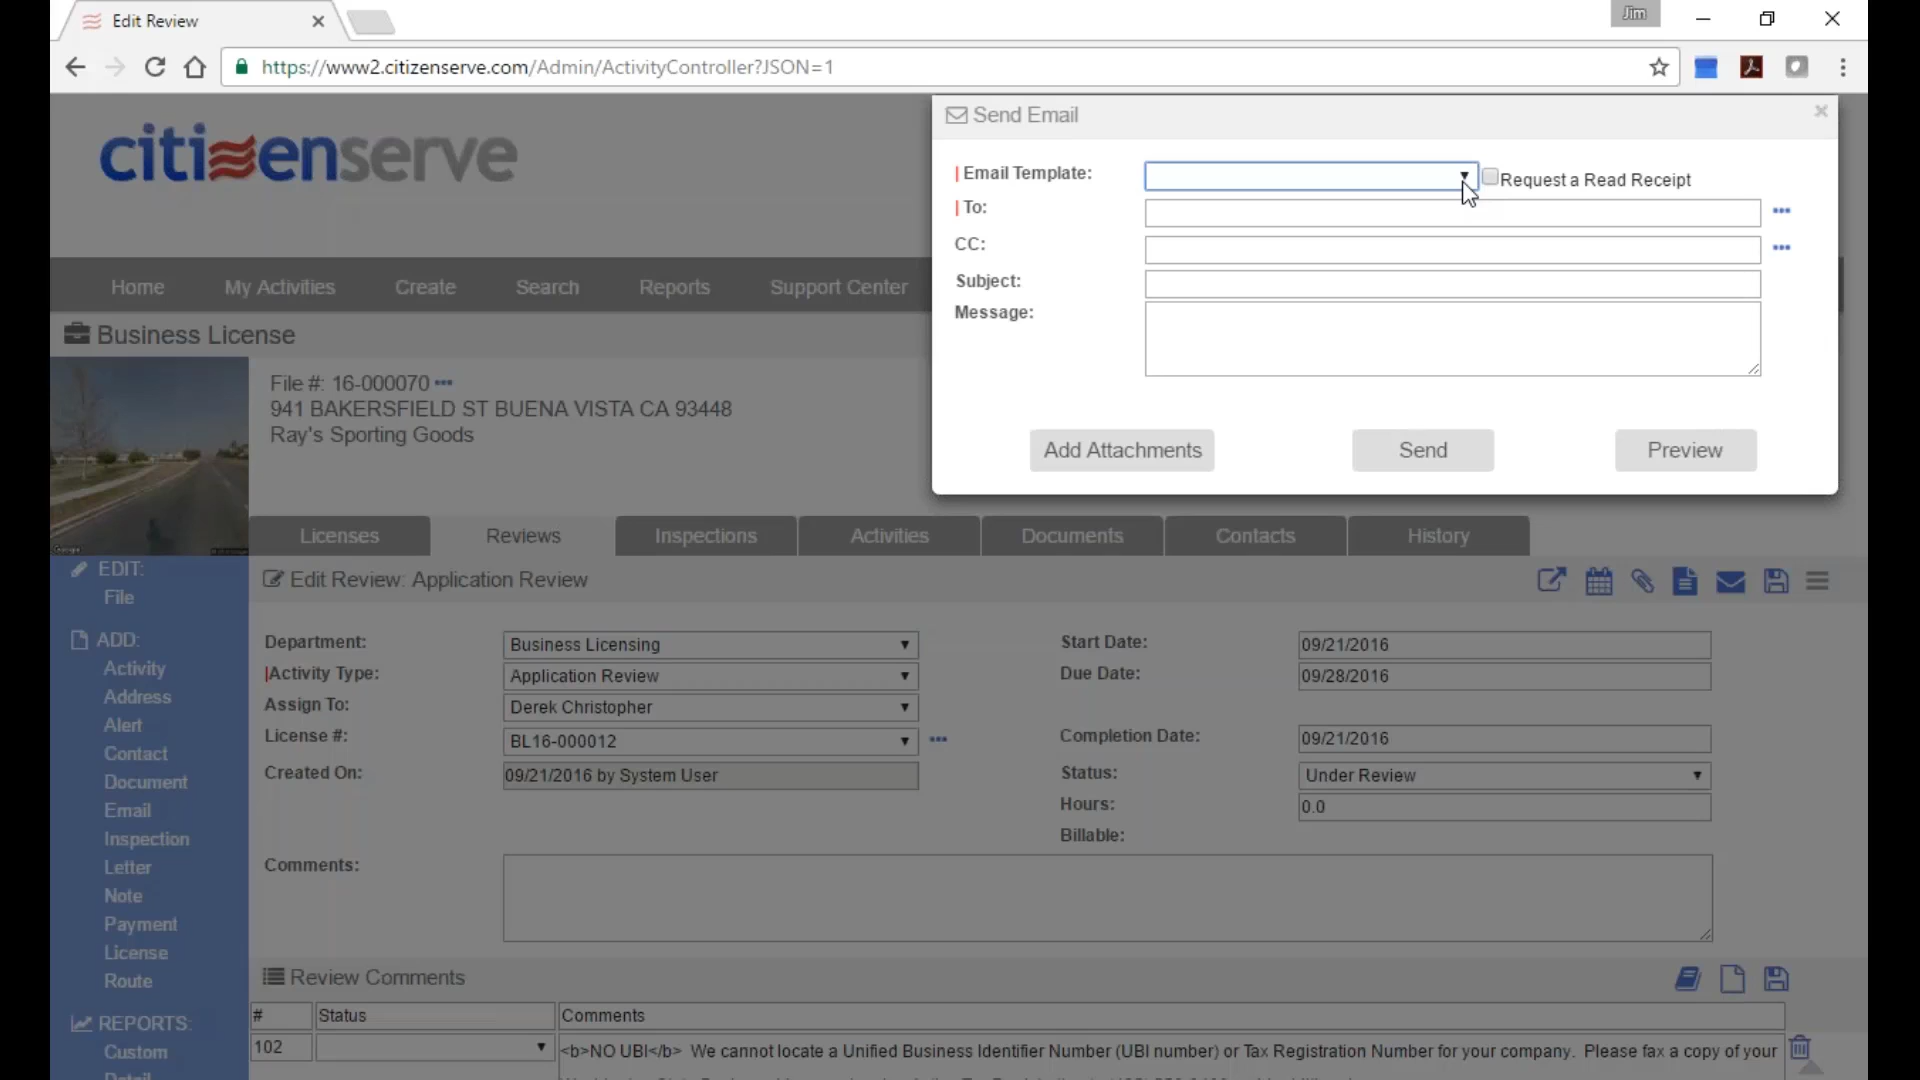 Edit Review
Jim
https://www2.citizenserve.com/Admin/ActivityController?JSON=1
citizenserve
Send Email
Email Template:
Request a Read Receipt
To:
CC:
Subject:
Message:
Add Attachments Send Preview
Home My Activities Create Search Reports Support Center
Business License
File #: 16-000070
941 BAKERSFIELD ST BUENA VISTA CA 93448
Ray's Sporting Goods
Licenses Reviews Inspections Activities Documents Contacts History
EDIT:
File
ADD:
Activity
Address
Alert
Contact
Document
Email
Inspection
Letter
Note
Payment
License
Route
REPORTS:
Custom
Detail
Edit Review: Application Review
Department: Business Licensing Start Date: 09/21/2016
Activity Type: Application Review Due Date: 09/28/2016
Assign To: Derek Christopher
License #: BL16-000012 Completion Date: 09/21/2016
Created On: 09/21/2016 by System User Status: Under Review
Hours: 0.0
Billable:
Comments:
Review Comments
# Status Comments
102 <b>NO UBI</b> We cannot locate a Unified Business Identifier Number (UBI number) or Tax Registration Number for your company. Please fax a copy of your